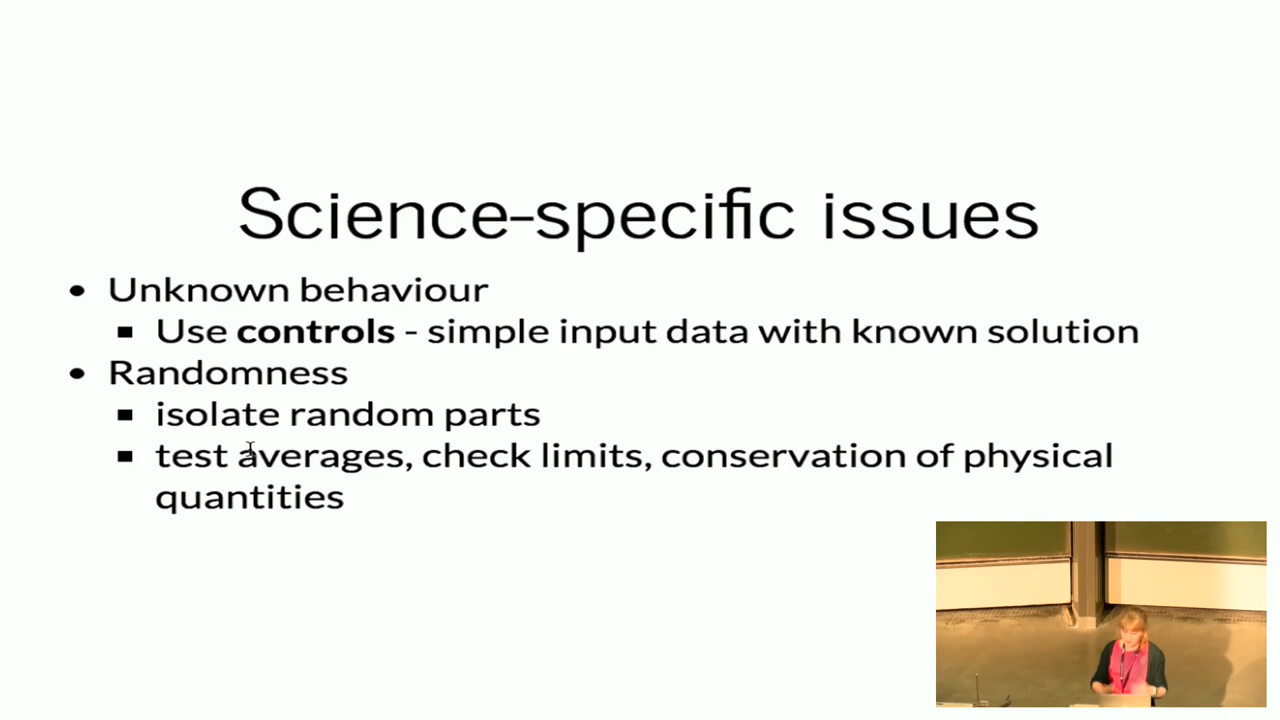 Science-specific issues
• Unknown behaviour
▪ Use controls - simple input data with known solution
• Randomness
▪ isolate random parts
▪ test averages, check limits, conservation of physical
quantities